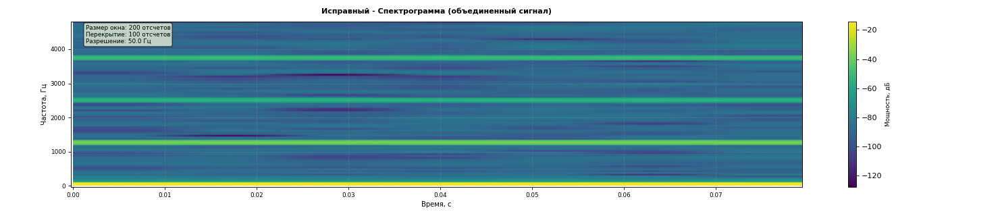 Исправный - Спектрограмма (объединенный сигнал)
Размер окна: 200 отсчетов
Перекрытие: 100 отсчетов
Разрешение: 50.0 Гц
4000
3000
2000
1000
0
Частота, Гц
0.00 0.01 0.02 0.03 0.04 0.05 0.06 0.07
Время, с
−20
−40
−60
−80
−100
−120
Мощность, дБ